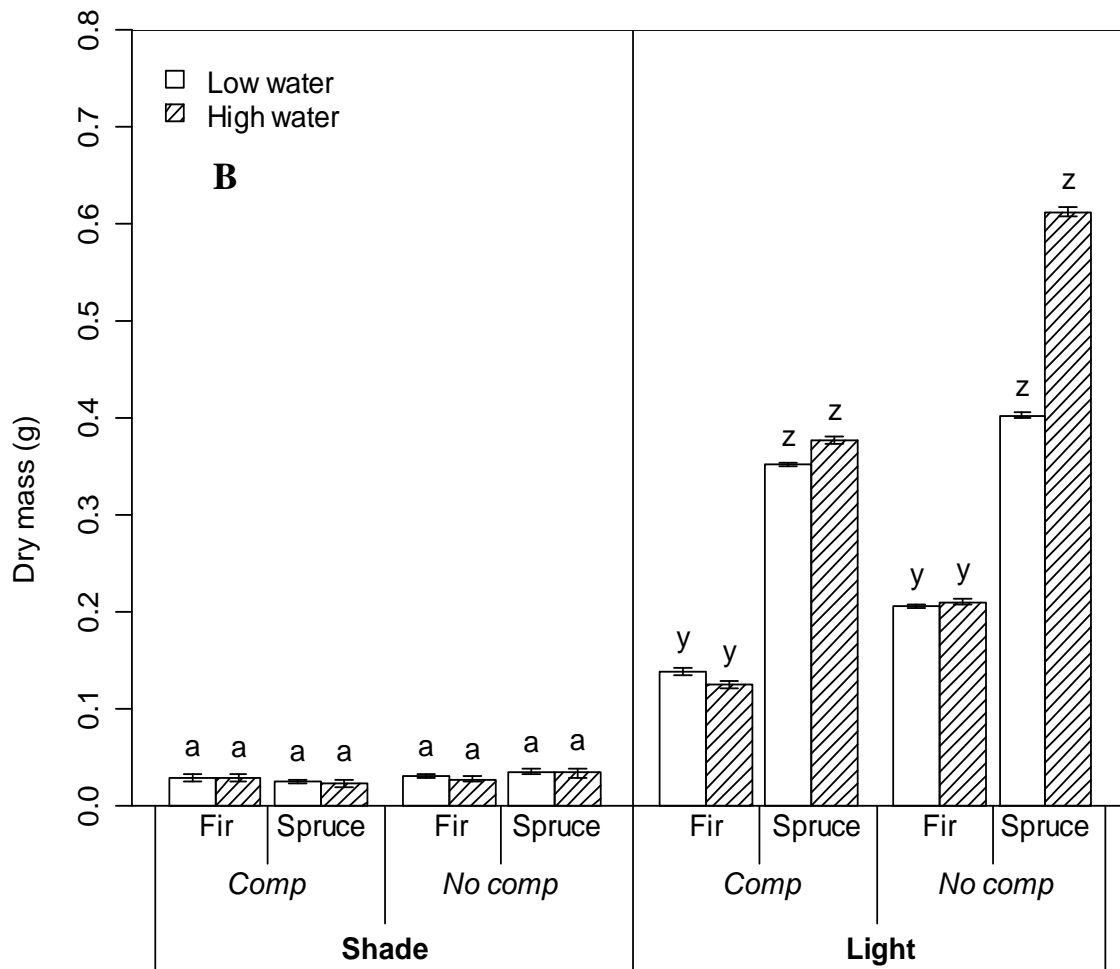 Low water
High water
B
Dry mass (g)
0.8
0.7
0.6
0.5
0.4
0.3
0.2
0.1
0.0
a a a a a a a a y y z z y y z z
Fir Spruce Fir Spruce Fir Spruce Fir Spruce
Comp No comp Comp No comp
Shade Light